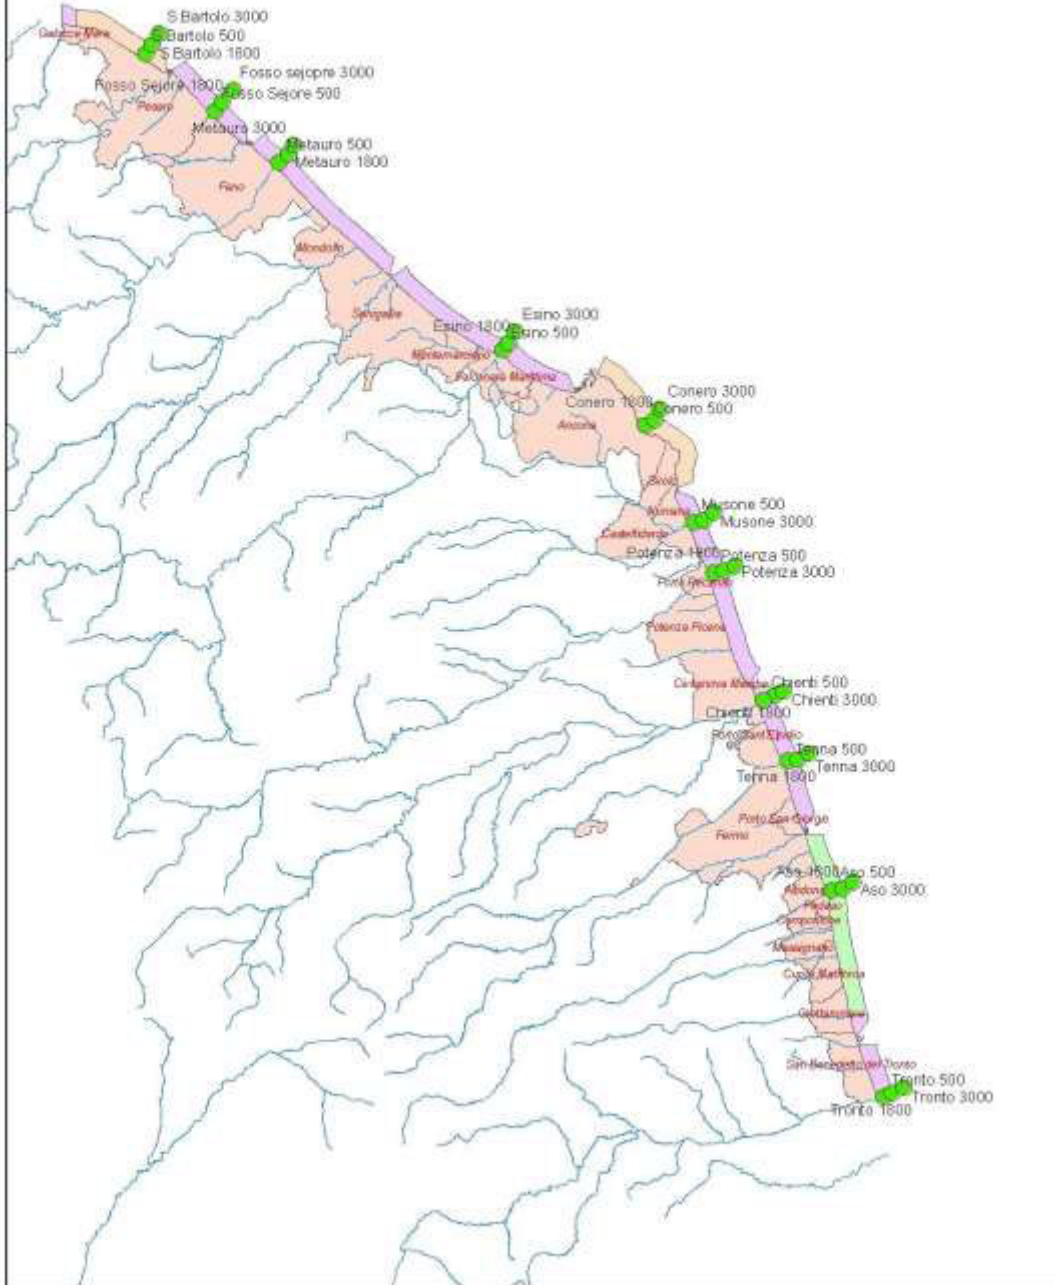 S.Bartolo 3000
Gabicce Mare
S.Bartolo 500
S.Bartolo 1800
Fosso sejopre 3000
Fosso Sejore 1800
Fosso Sejore 500
Pesaro
Metauro 3000
Metauro 500
Metauro 1800
Fano
Mondolfo
Senigallia
Esino 3000
Esino 1800
Esino 500
Montemarciano
Falconara Marittima
Conero 3000
Conero 1800
Conero 500
Ancona
Sirolo
Musone 500
Numana
Musone 3000
Castelfidardo
Potenza 1800
Potenza 500
Potenza 3000
Porto Recanati
Potenza Picena
Civitanova Marche
Chienti 500
Chienti 3000
Chienti 1800
Porto Sant'Elpidio
Tenna 500
Tenna 3000
Tenna 1800
Porto San Giorgio
Fermo
Aso 1800
Aso 500
Aso 3000
Pedaso
Campofilone
Massignano
Cupra Marittima
Grottammare
San Benedetto del Tronto
Tronto 500
Tronto 3000
Tronto 1800